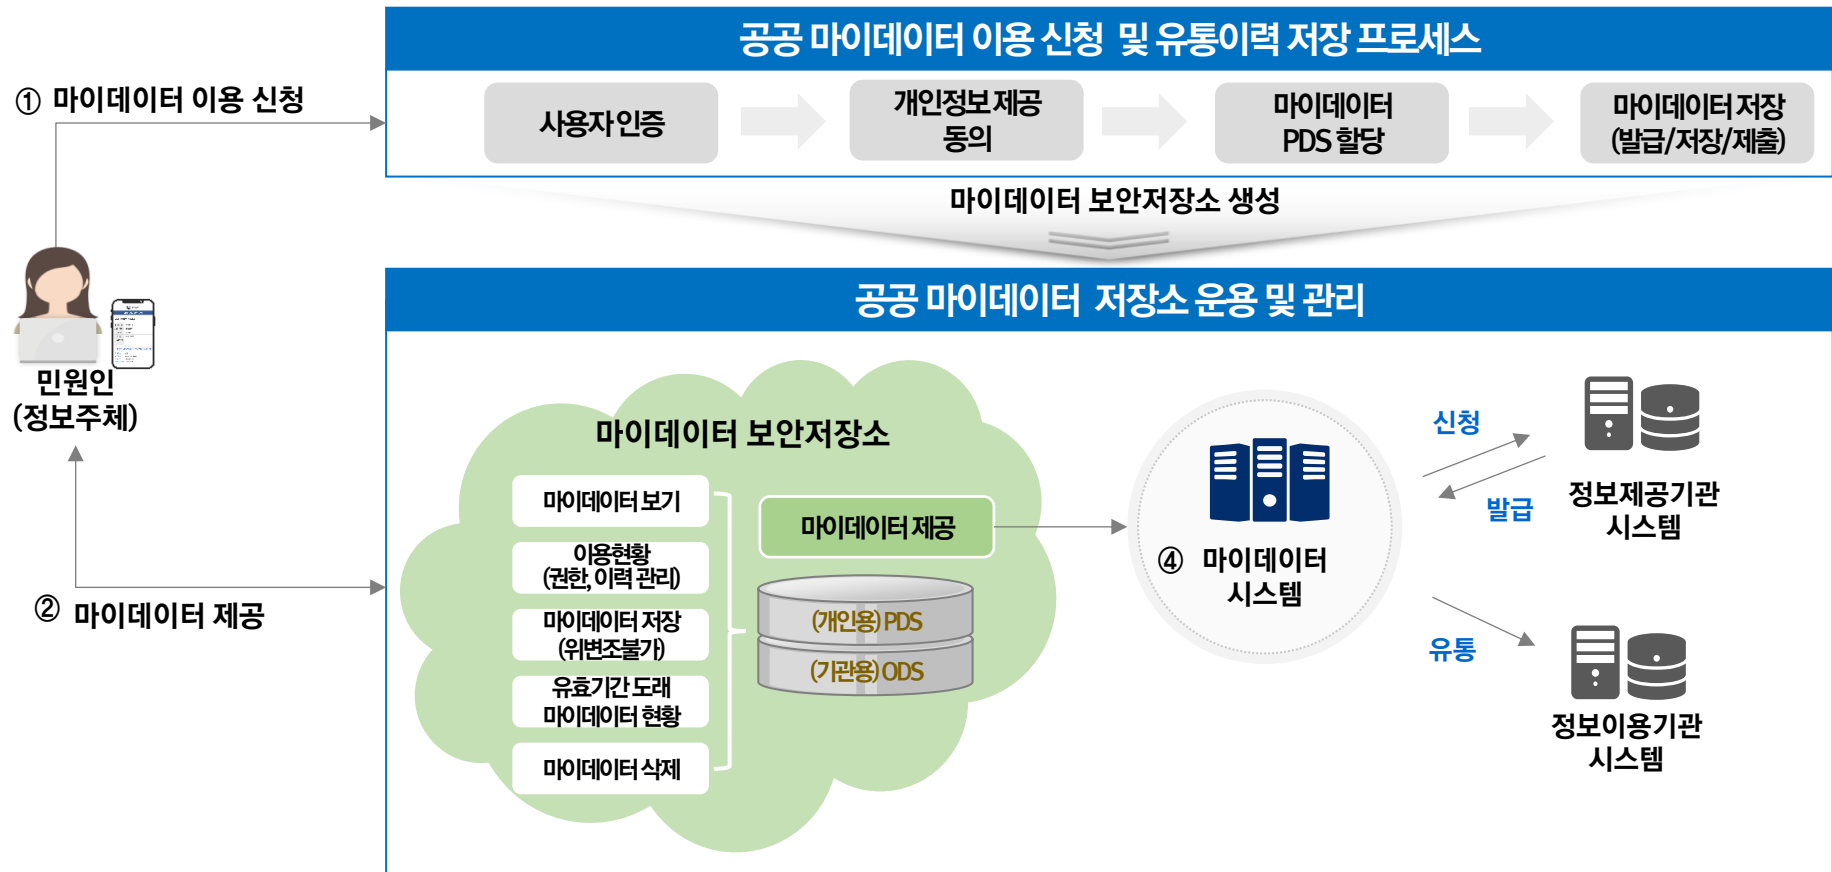 공공 마이데이터 이용 신청 및 유통이력 저장 프로세스
① 마이데이터 이용 신청
사용자 인증
개인정보 제공
동의
마이데이터
PDS 할당
마이데이터 저장
(발급/저장/제출)
마이데이터 보안저장소 생성
공공 마이데이터 저장소 운용 및 관리
민원인
(정보주체)
② 마이데이터 제공
마이데이터 보안저장소
마이데이터 보기
이용현황
(권한, 이력 관리)
마이데이터 저장
(위변조불가)
유효기간 도래
마이데이터 현황
마이데이터 삭제
마이데이터 제공
(개인용) PDS
(기관용) ODS
④ 마이데이터
시스템
신청
발급
유통
정보제공기관
시스템
정보이용기관
시스템